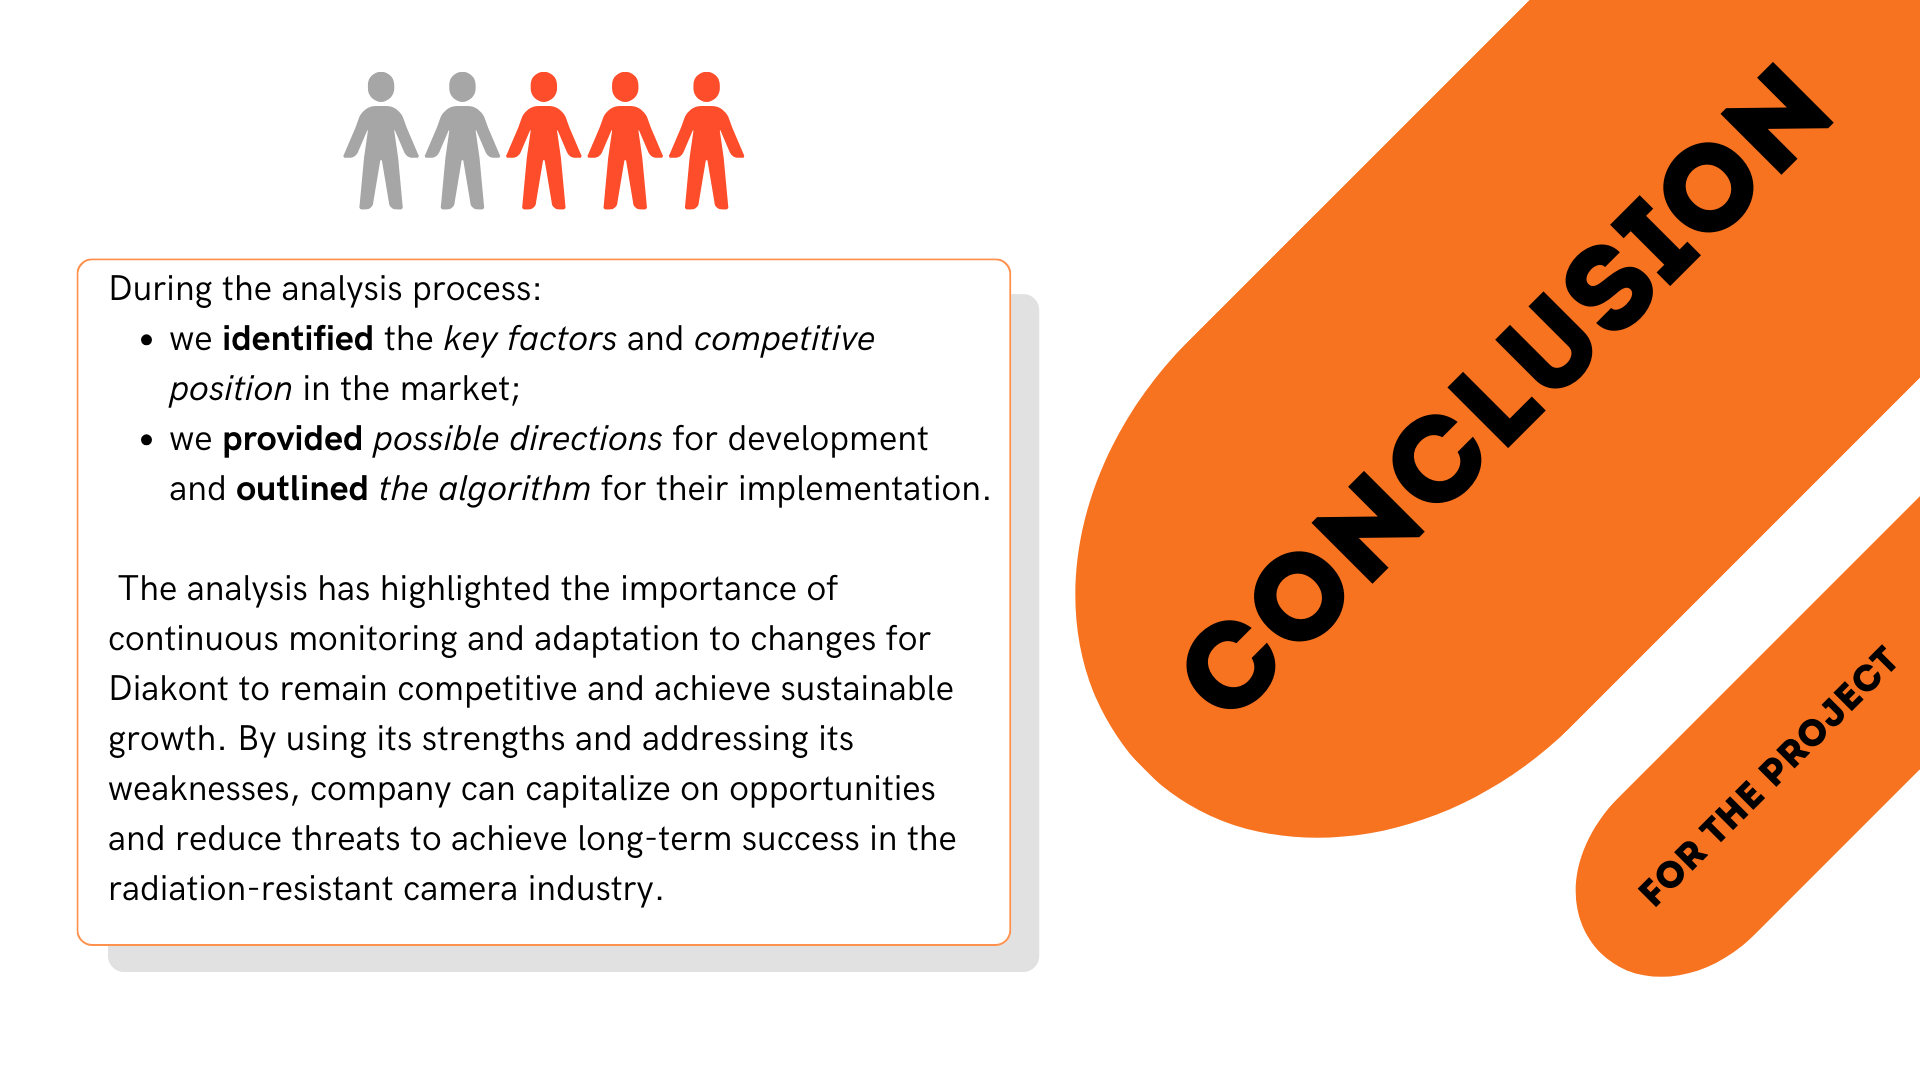 During the analysis process:
• we identified the key factors and competitive
position in the market;
• we provided possible directions for development
and outlined the algorithm for their implementation.
The analysis has highlighted the importance of
continuous monitoring and adaptation to changes for
Diakont to remain competitive and achieve sustainable
growth. By using its strengths and addressing its
weaknesses, company can capitalize on opportunities
and reduce threats to achieve long-term success in the
radiation-resistant camera industry.
CONCLUSION
FOR THE PROJECT